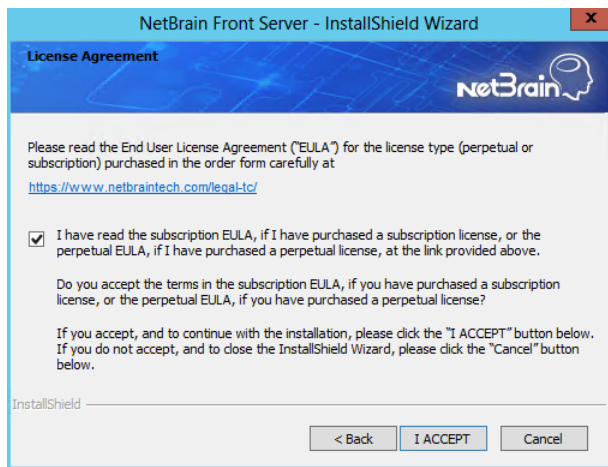 NetBrain Front Server - InstallShield Wizard
x
License Agreement
NetBrain
Please read the End User License Agreement ("EULA") for the license type (perpetual or
subscription) purchased in the order form carefully at
https://www.netbraintech.com/legal-tc/
I have read the subscription EULA, if I have purchased a subscription license, or the
perpetual EULA, if I have purchased a perpetual license, at the link provided above.
Do you accept the terms in the subscription EULA, if you have purchased a subscription
license, or the perpetual EULA, if you have purchased a perpetual license?
If you accept, and to continue with the installation, please click the "I ACCEPT" button below.
If you do not accept, and to close the InstallShield Wizard, please click the "Cancel" button
below.
InstallShield
< Back I ACCEPT Cancel